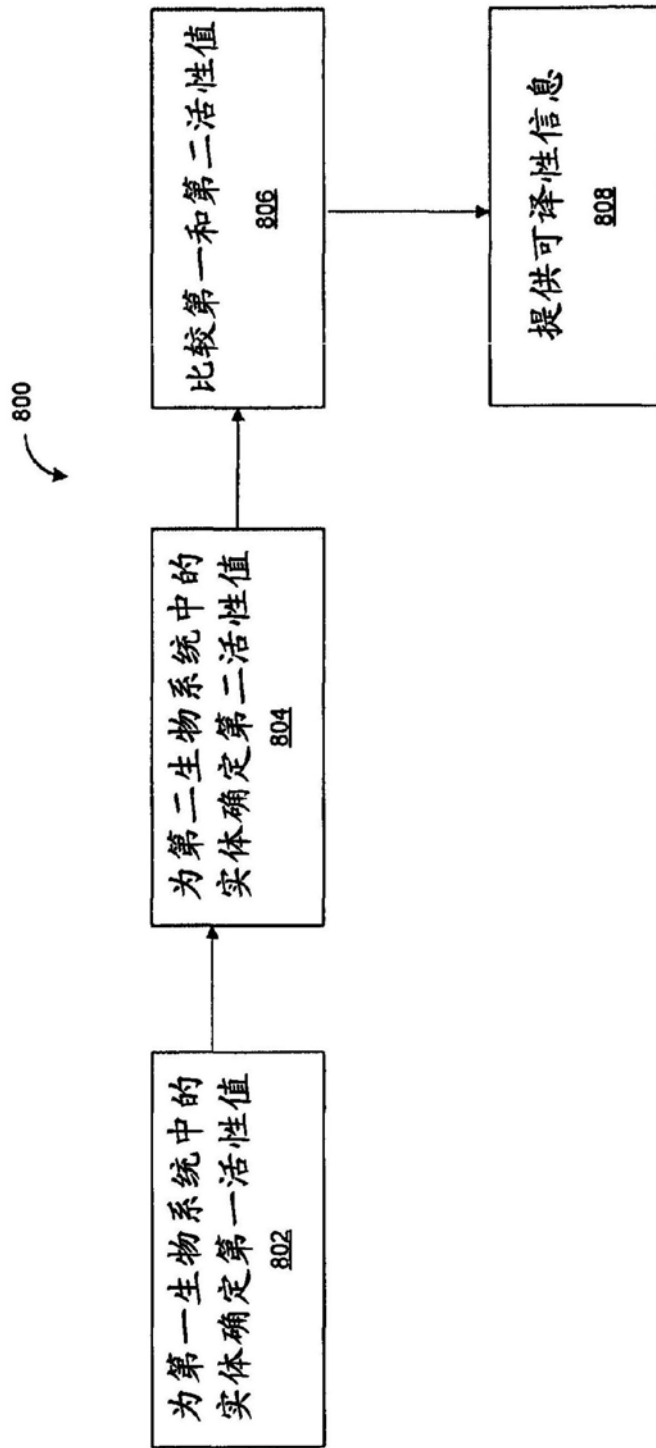 800
为第一生物系统中的
实体确定第一活性值
802
为第二生物系统中的
实体确定第二活性值
804
比较第一和第二活性值
806
提供可译性信息
808